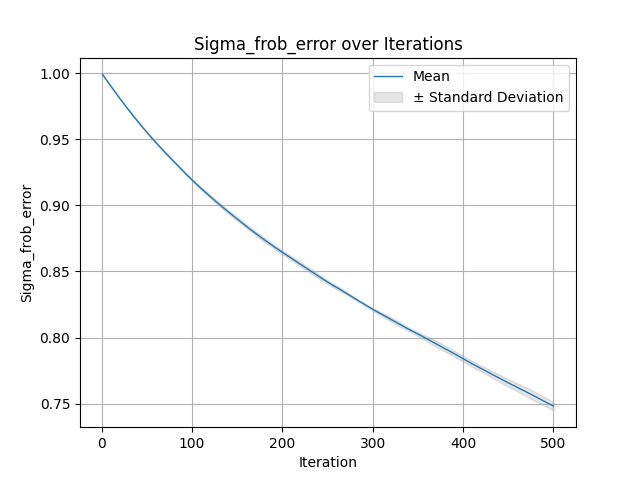 Sigma_frob_error over Iterations
Mean
± Standard Deviation
Sigma_frob_error
1.00
0.95
0.90
0.85
0.80
0.75
0 100 200 300 400 500
Iteration